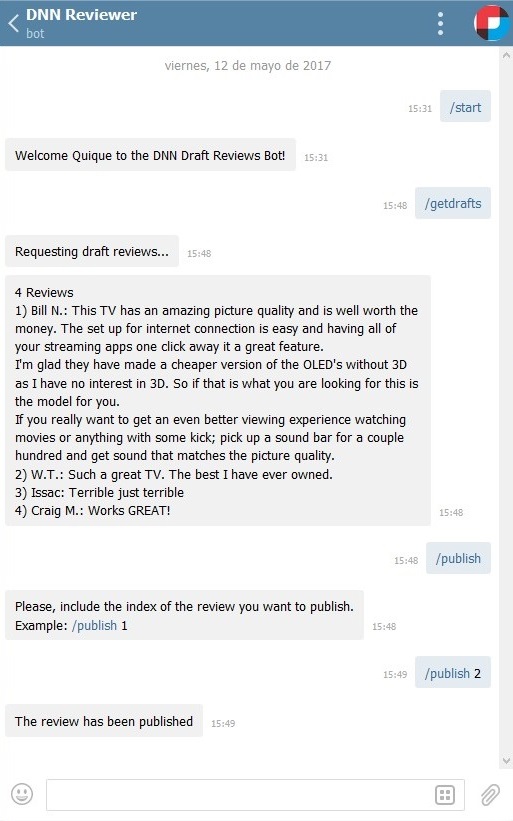 DNN Reviewer
bot
viernes, 12 de mayo de 2017
15:31 /start
Welcome Quique to the DNN Draft Reviews Bot! 15:31
15:48 /getdrafts
Requesting draft reviews... 15:48
4 Reviews
1) Bill N.: This TV has an amazing picture quality and is well worth the
money. The set up for internet connection is easy and having all of
your streaming apps one click away it a great feature.
I'm glad they have made a cheaper version of the OLED's without 3D
as I have no interest in 3D. So if that is what you are looking for this is
the model for you.
If you really want to get an even better viewing experience watching
movies or anything with some kick; pick up a sound bar for a couple
hundred and get sound that matches the picture quality.
2) W.T.: Such a great TV. The best I have ever owned.
3) Issac: Terrible just terrible
4) Craig M.: Works GREAT! 15:48
15:48 /publish
Please, include the index of the review you want to publish.
Example: /publish 1 15:48
15:49 /publish 2
The review has been published 15:49